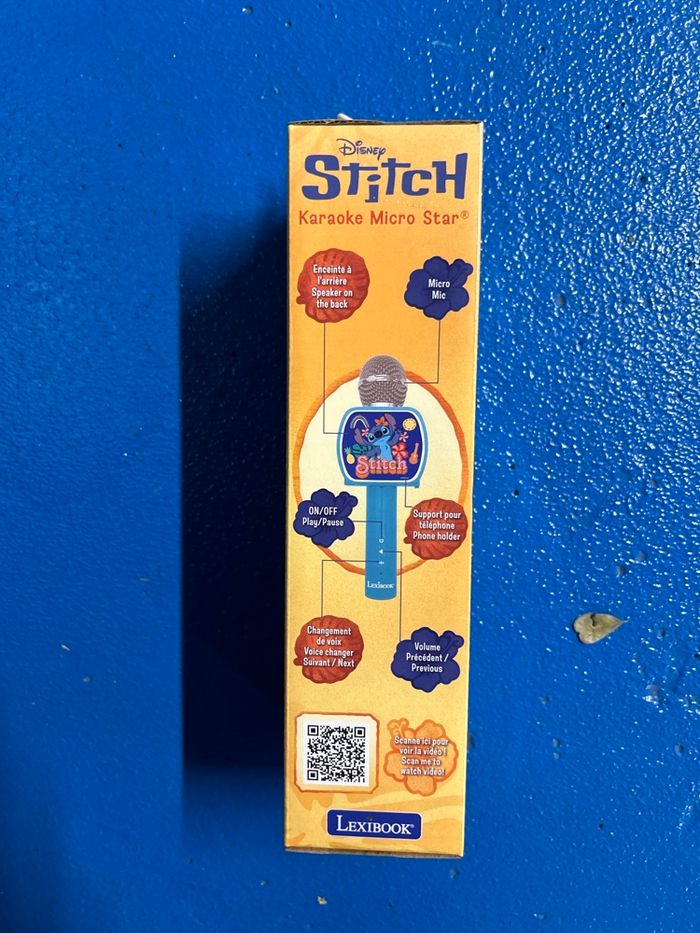 Disney
Stitch
Karaoke Micro Star®
Enceinte à
l'arrière
Speaker on
the back
Micro
Mic
Stitch
ON/OFF
Play/Pause
Support pour
téléphone
Phone holder
LEXIBOOK
Changement
de voix
Voice changer
Suivant / Next
Volume
Précédent /
Previous
Scanne ici pour
voir la vidéo !
Scan me to
watch video!
LEXIBOOK®